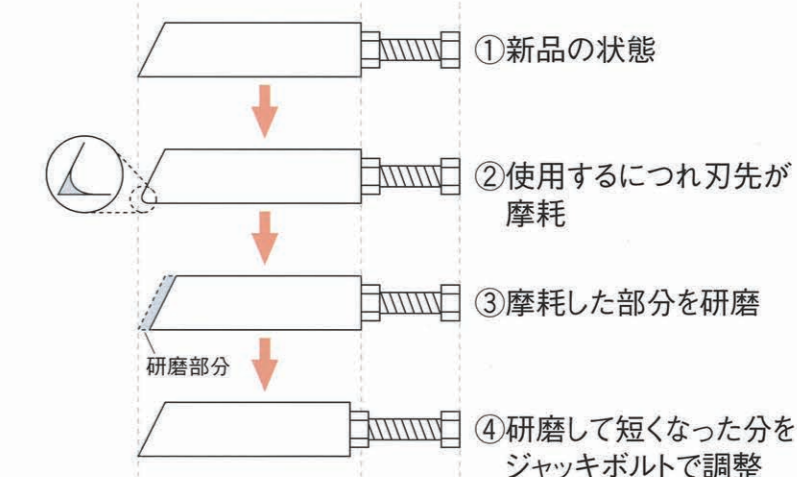 ①新品の状態
②使用するにつれ刃先が
摩耗
③摩耗した部分を研磨
研磨部分
④研磨して短くなった分を
ジャッキボルトで調整